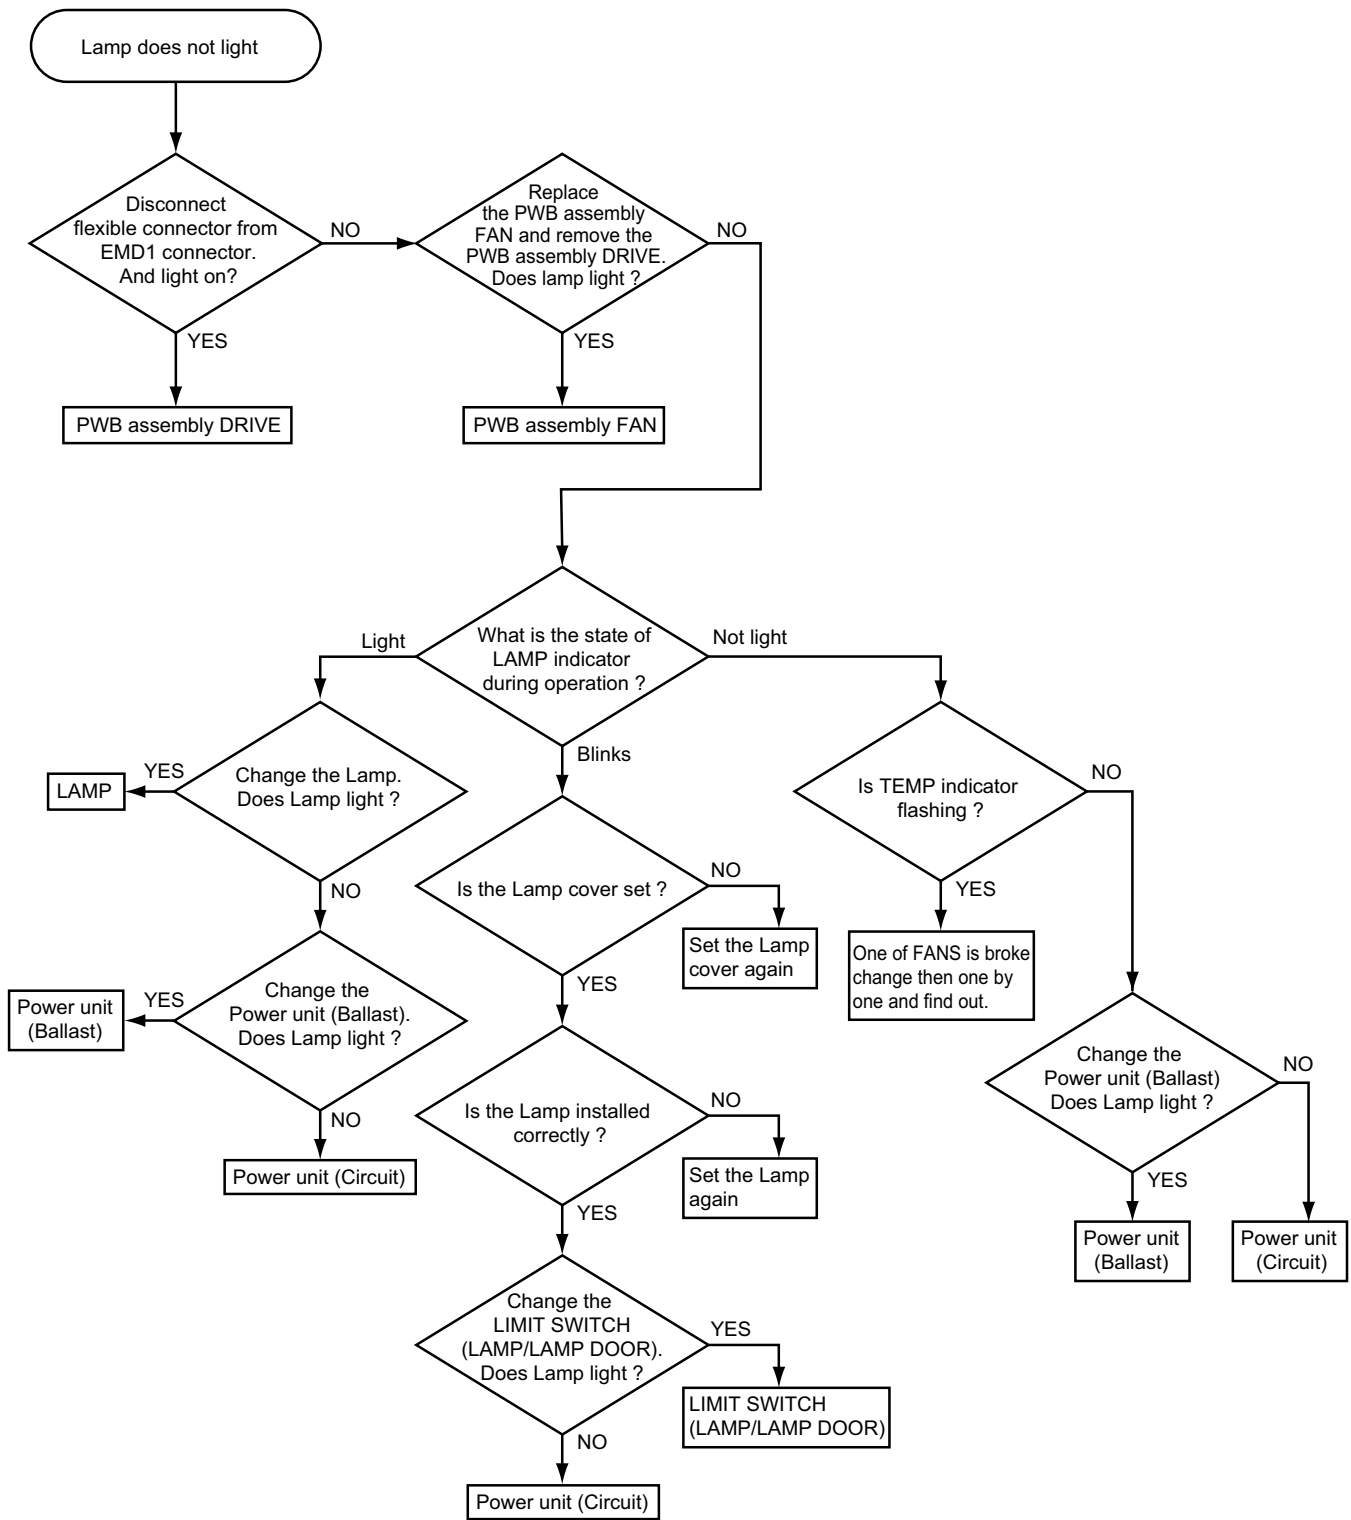 Lamp does not light
Disconnect
flexible connector from
EMD1 connector.
And light on?
NO
YES
PWB assembly DRIVE
Replace
the PWB assembly
FAN and remove the
PWB assembly DRIVE.
Does lamp light ?
NO
YES
PWB assembly FAN
What is the state of
LAMP indicator
during operation ?
Light
Not light
Blinks
Change the Lamp.
Does Lamp light ?
YES
LAMP
NO
Change the
Power unit (Ballast).
Does Lamp light ?
YES
Power unit
(Ballast)
NO
Power unit (Circuit)
Is the Lamp cover set ?
NO
Set the Lamp
cover again
YES
Is the Lamp installed
correctly ?
NO
Set the Lamp
again
YES
Change the
LIMIT SWITCH
(LAMP/LAMP DOOR).
Does Lamp light ?
YES
LIMIT SWITCH
(LAMP/LAMP DOOR)
NO
Power unit (Circuit)
Is TEMP indicator
flashing ?
NO
YES
One of FANS is broke
change then one by
one and find out.
Change the
Power unit (Ballast)
Does Lamp light ?
NO
YES
Power unit
(Ballast)
Power unit
(Circuit)